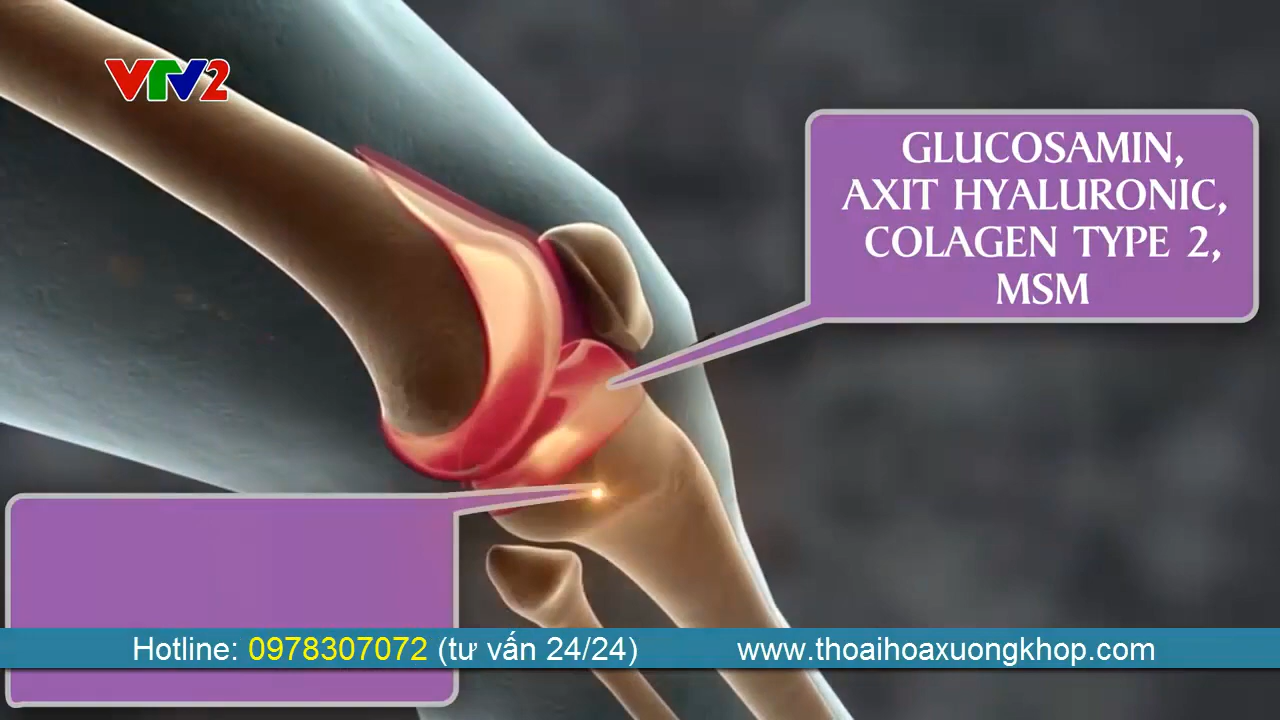 VTV2
GLUCOSAMIN,
AXIT HYALURONIC,
COLAGEN TYPE 2,
MSM
Hotline: 0978307072 (tư vấn 24/24)
www.thoaihoaxuongkhop.com